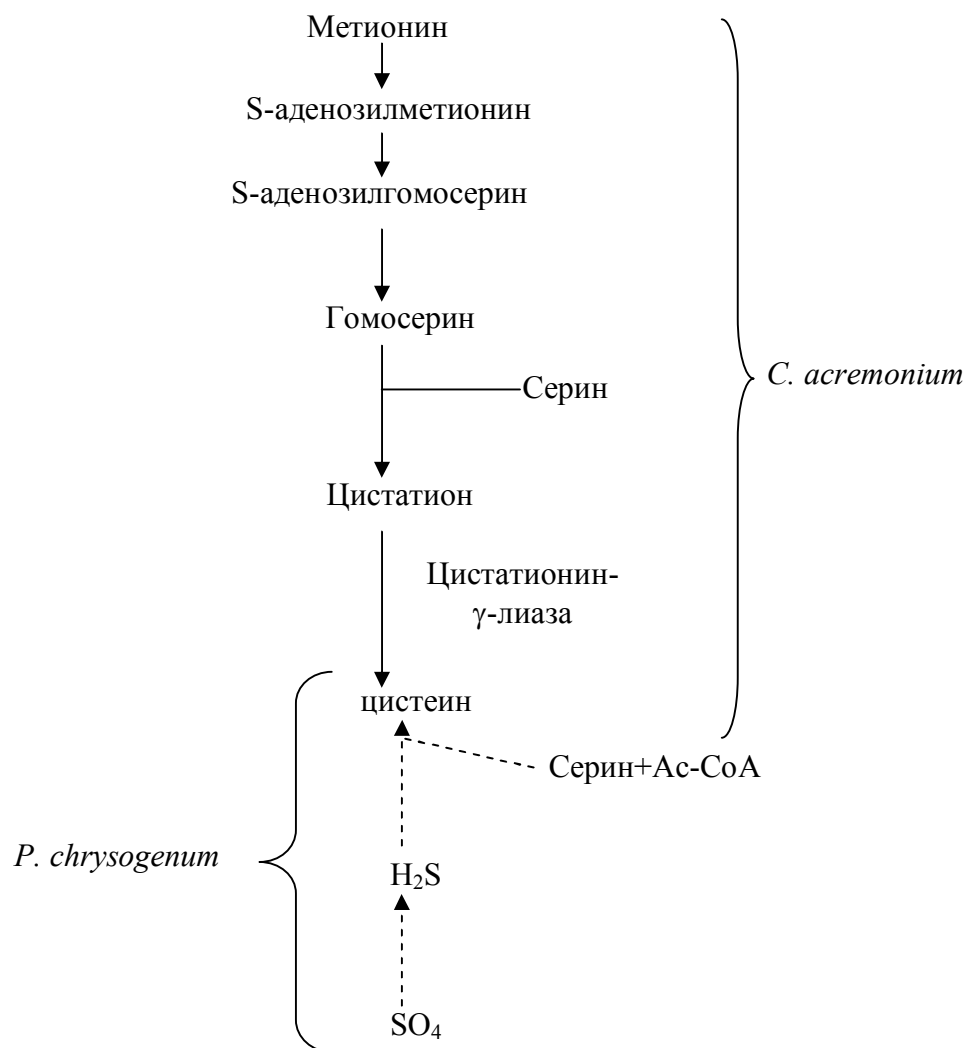 Метионин
S-аденозилметионин
S-аденозилгомосерин
Гомосерин
Серин
C. acremonium
Цистатион
Цистатионин-
γ-лиаза
цистеин
Серин+Ac-CoA
P. chrysogenum
H₂S
SO₄